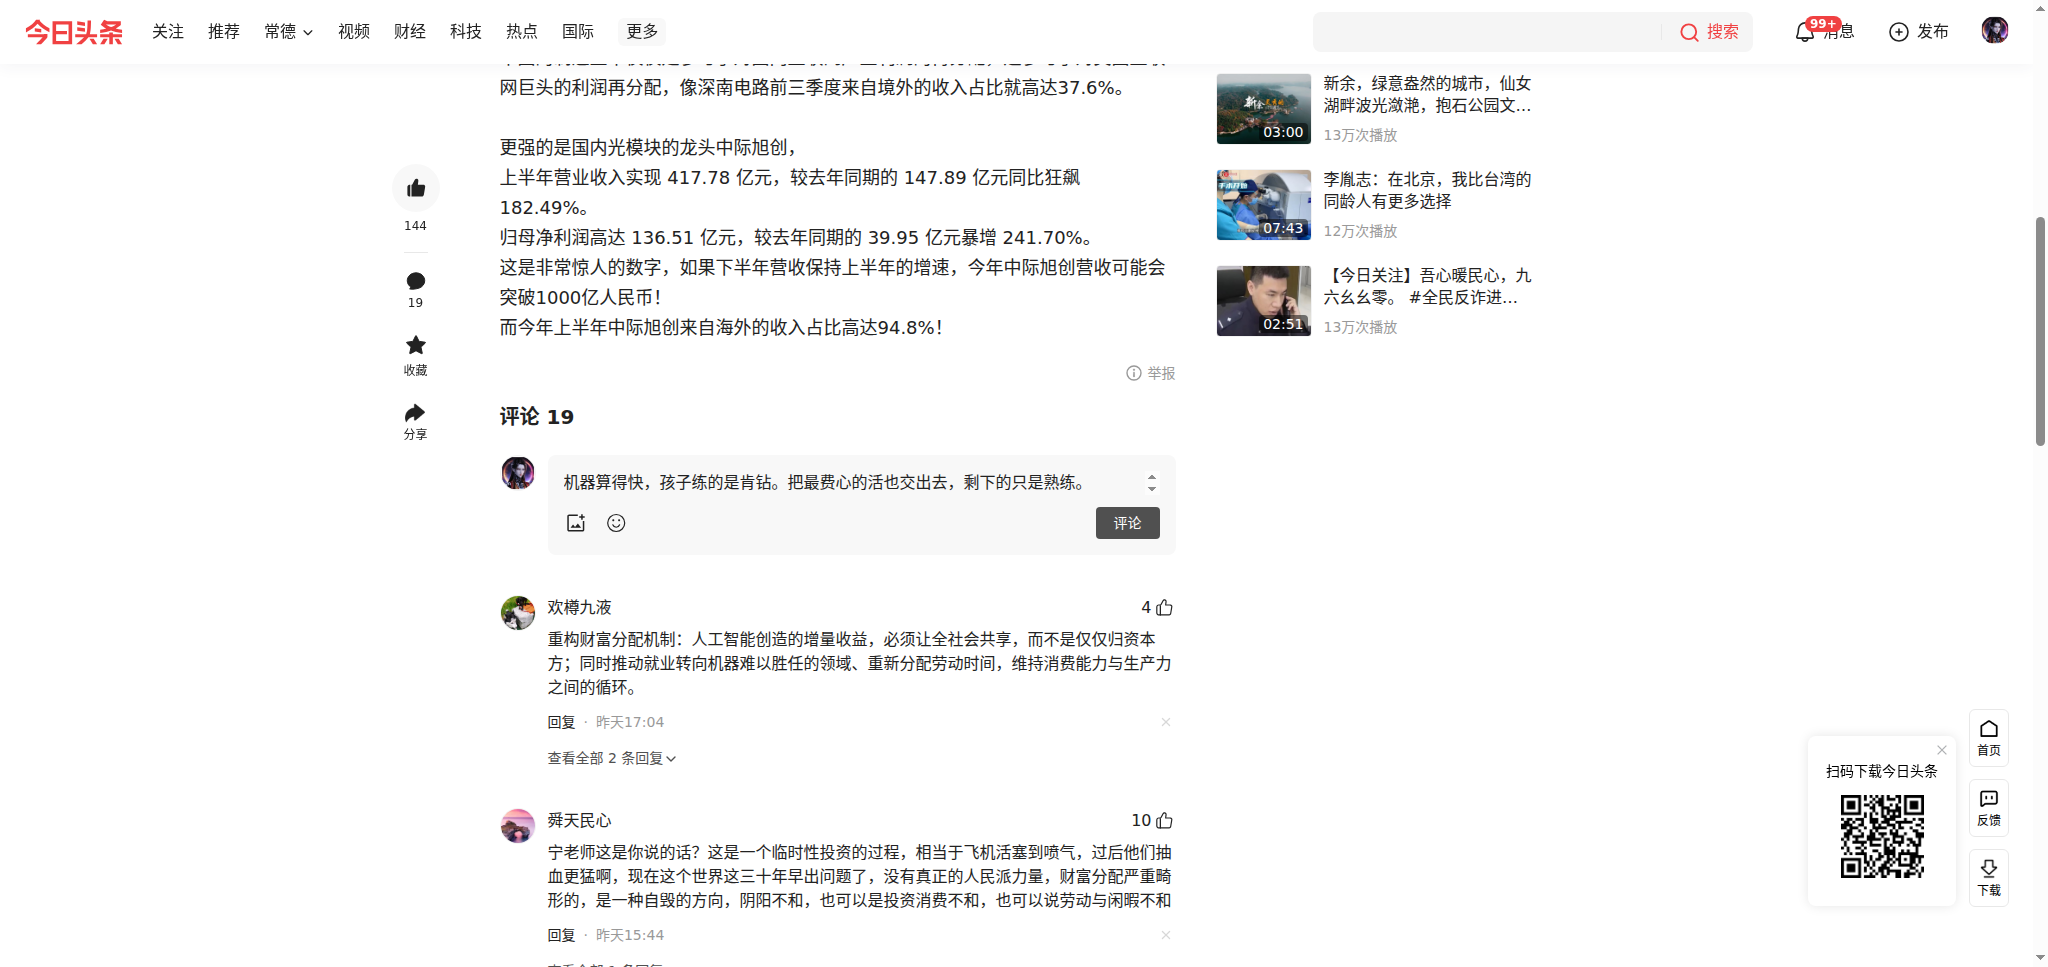 今日头条
关注 推荐 常德 视频 财经 科技 热点 国际 更多
搜索
99+
消息
发布
网巨头的利润再分配，像深南电路前三季度来自境外的收入占比就高达37.6%。
更强的是国内光模块的龙头中际旭创，
上半年营业收入实现 417.78 亿元，较去年同期的 147.89 亿元同比狂飙
182.49%。
归母净利润高达 136.51 亿元，较去年同期的 39.95 亿元暴增 241.70%。
这是非常惊人的数字，如果下半年营收保持上半年的增速，今年中际旭创营收可能会
突破1000亿人民币！
而今年上半年中际旭创来自海外的收入占比高达94.8%！
举报
144
19
收藏
分享
评论 19
机器算得快，孩子练的是肯钻。把最费心的活也交出去，剩下的只是熟练。
评论
欢樽九液
4
重构财富分配机制：人工智能创造的增量收益，必须让全社会共享，而不是仅仅归资本
方；同时推动就业转向机器难以胜任的领域、重新分配劳动时间，维持消费能力与生产力
之间的循环。
回复 · 昨天17:04
查看全部 2 条回复
舜天民心
10
宁老师这是你说的话？这是一个临时性投资的过程，相当于飞机活塞到喷气，过后他们抽
血更猛啊，现在这个世界这三十年早出问题了，没有真正的人民派力量，财富分配严重畸
形的，是一种自毁的方向，阴阳不和，也可以是投资消费不和，也可以说劳动与闲暇不和
回复 · 昨天15:44
新余，绿意盎然的城市，仙女
湖畔波光潋滟，抱石公园文...
03:00
13万次播放
李胤志：在北京，我比台湾的
同龄人有更多选择
07:43
12万次播放
【今日关注】吾心暖民心，九
六幺幺零。 #全民反诈进...
02:51
13万次播放
扫码下载今日头条
首页
反馈
下载